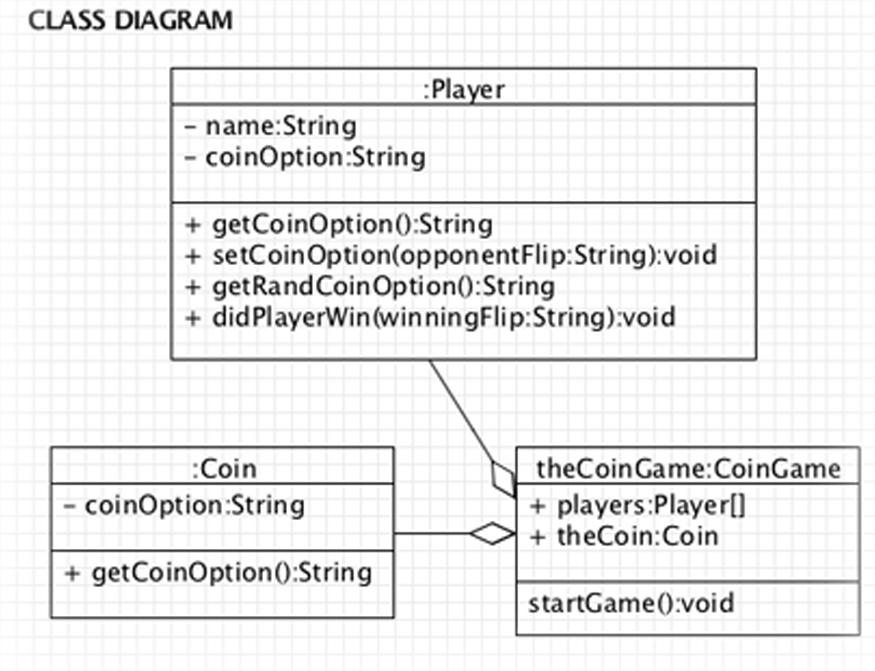 CLASS DIAGRAM
:Player
– name:String
– coinOption:String
+ getCoinOption():String
+ setCoinOption(opponentFlip:String):void
+ getRandCoinOption():String
+ didPlayerWin(winningFlip:String):void
:Coin
– coinOption:String
+ getCoinOption():String
theCoinGame:CoinGame
+ players:Player[]
+ theCoin:Coin
startGame():void